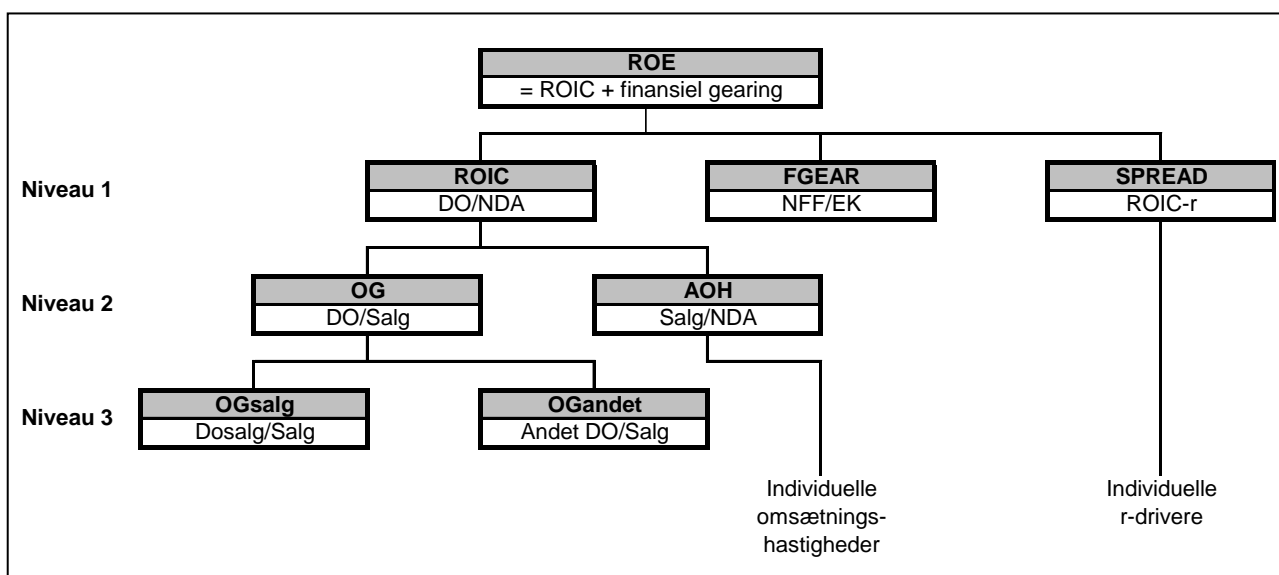 ROE
= ROIC + finansiel gearing
Niveau 1
ROIC
DO/NDA
FGEAR
NFF/EK
SPREAD
ROIC-r
Niveau 2
OG
DO/Salg
AOH
Salg/NDA
Niveau 3
OGsalg
Dosalg/Salg
OGandet
Andet DO/Salg
Individuelle
omsætnings-
hastigheder
Individuelle
r-drivere